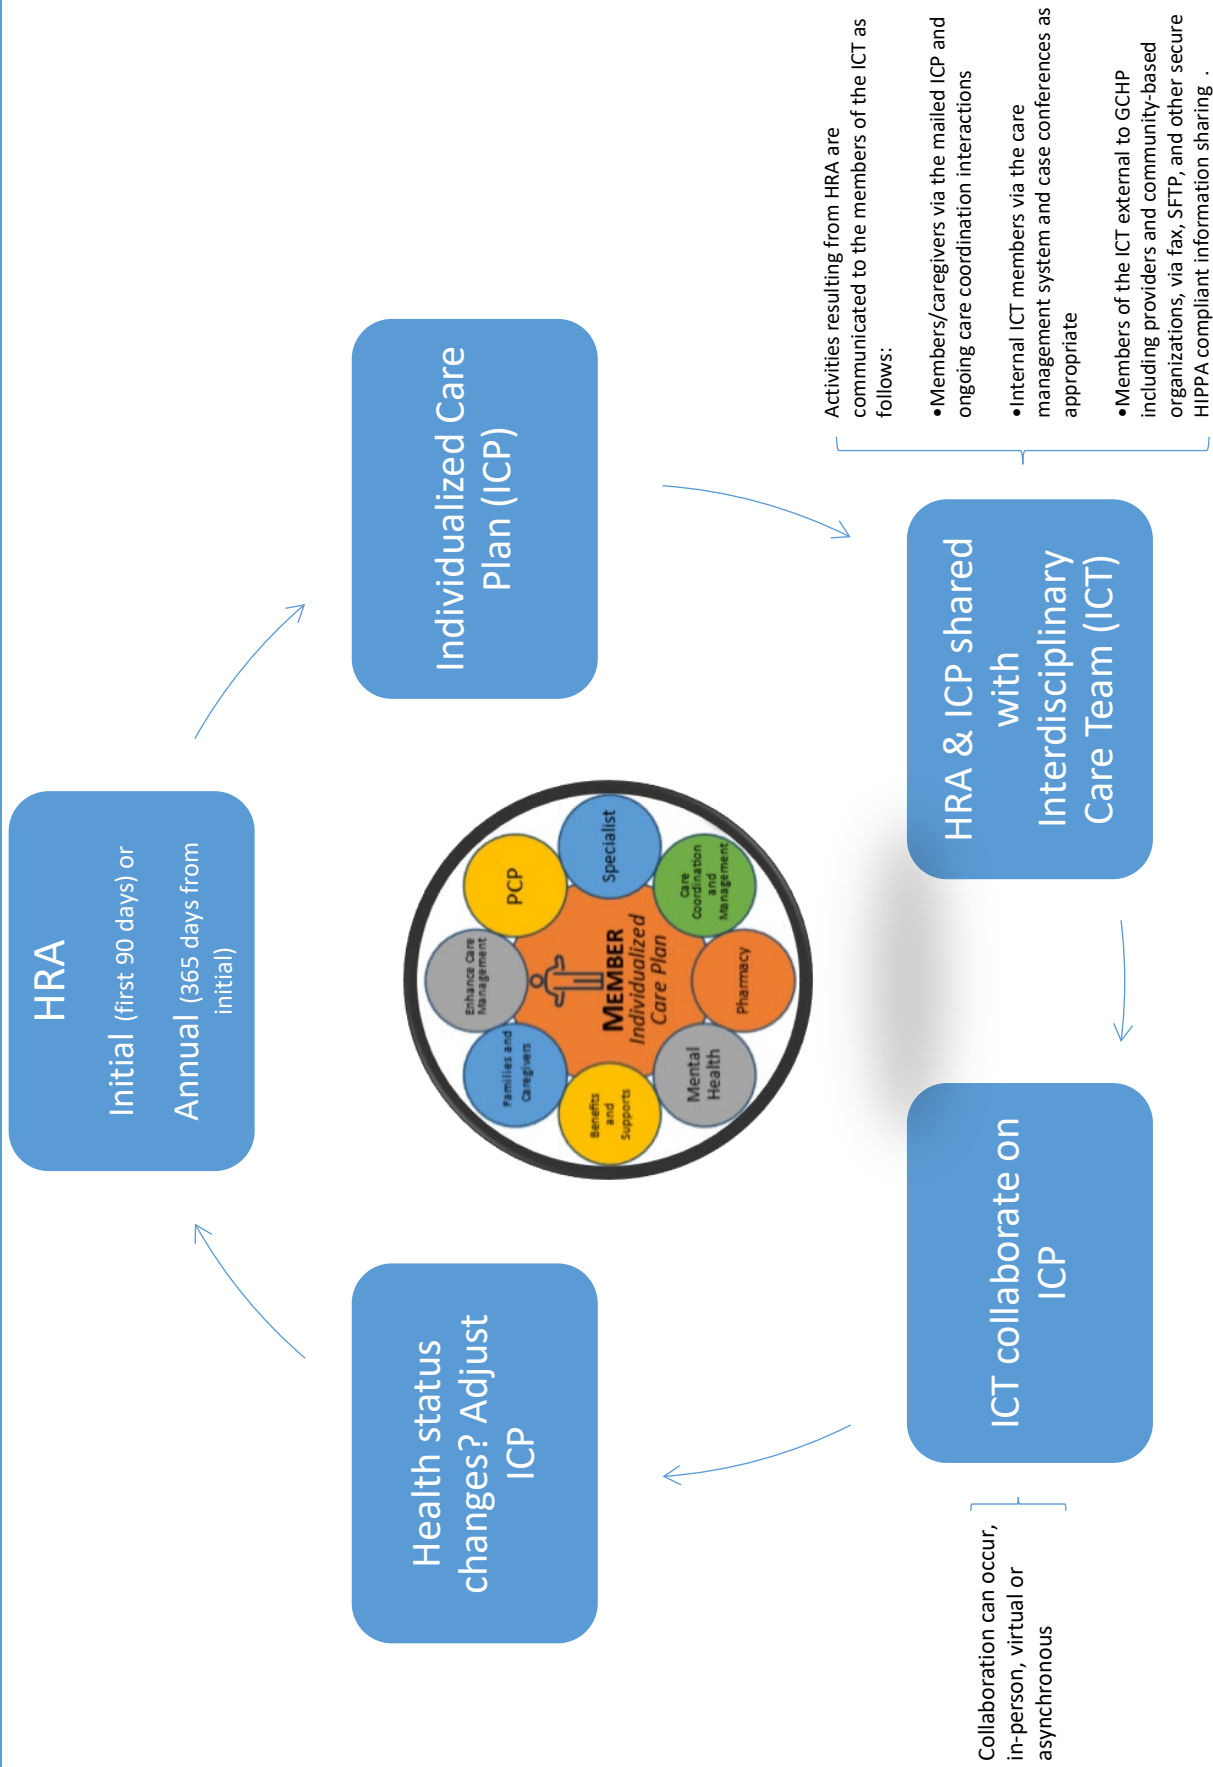 HRA
Initial (first 90 days) or
Annual (365 days from
initial)
Individualized Care
Plan (ICP)
HRA & ICP shared
with
Interdisciplinary
Care Team (ICT)
Activities resulting from HRA are
communicated to the members of the ICT as
follows:
•Members/caregivers via the mailed ICP and
ongoing care coordination interactions
•Internal ICT members via the care
management system and case conferences as
appropriate
•Members of the ICT external to GCHP
including providers and community-based
organizations, via fax, SFTP, and other secure
HIPPA compliant information sharing .
ICT collaborate on
ICP
Collaboration can occur,
in-person, virtual or
asynchronous
Health status
changes? Adjust
ICP
Enhance Care
Management
PCP
Specialist
Care
Coordination
and
Management
Pharmacy
Mental
Health
Benefits
and
Supports
Families and
Caregivers
MEMBER
Individualized
Care Plan